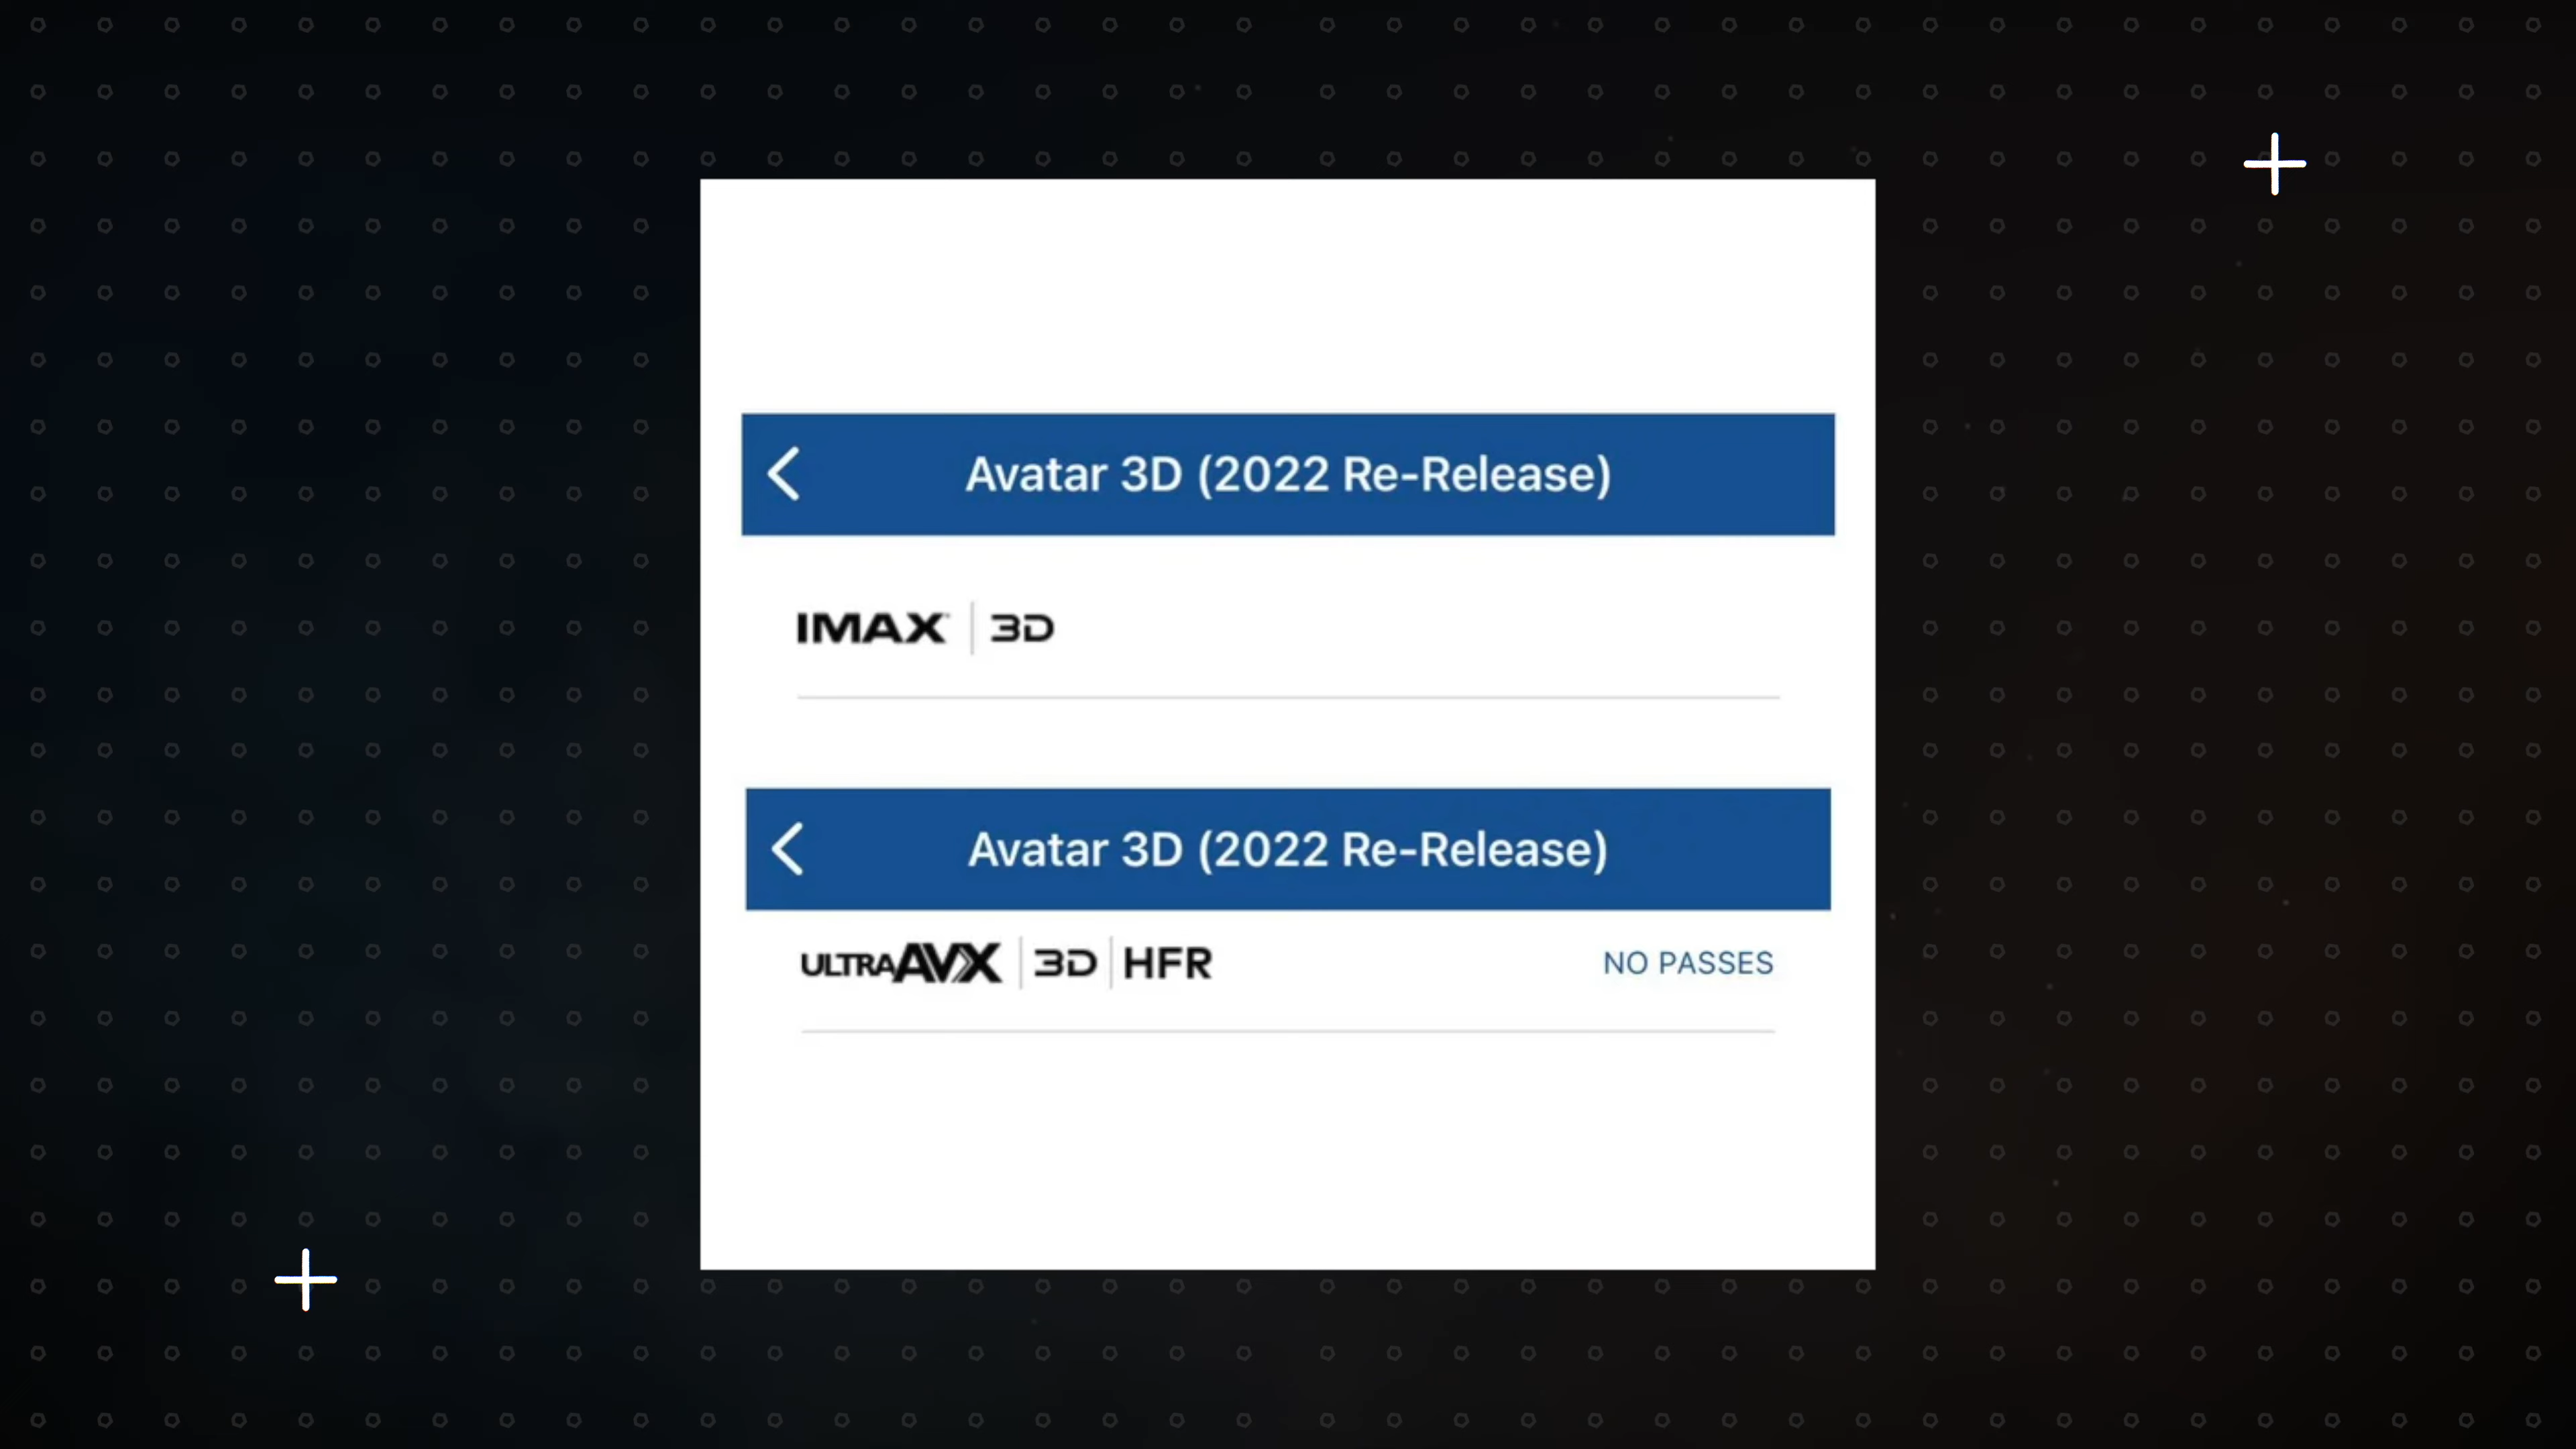 Avatar 3D (2022 Re-Release)
IMAX 3D
Avatar 3D (2022 Re-Release)
ULTRAAVX 3D HFR NO PASSES